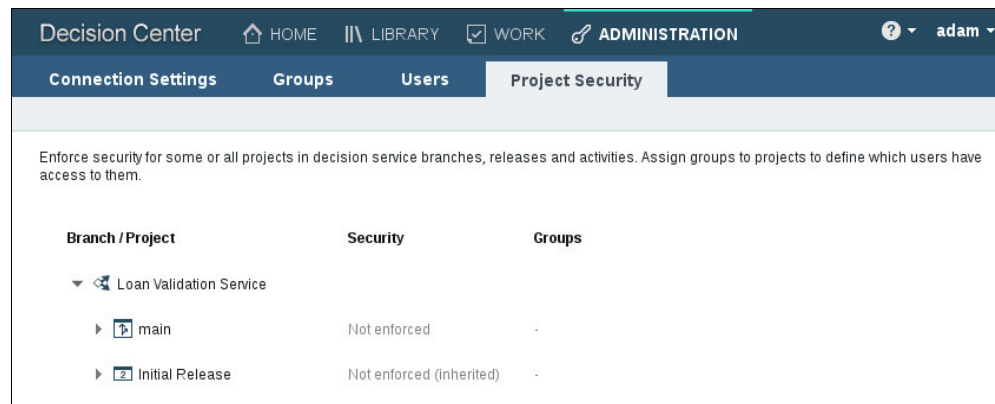 Decision Center HOME LIBRARY WORK ADMINISTRATION ? adam
Connection Settings Groups Users Project Security
Enforce security for some or all projects in decision service branches, releases and activities. Assign groups to projects to define which users have
access to them.
Branch / Project Security Groups
Loan Validation Service
main Not enforced -
2 Initial Release Not enforced (inherited) -